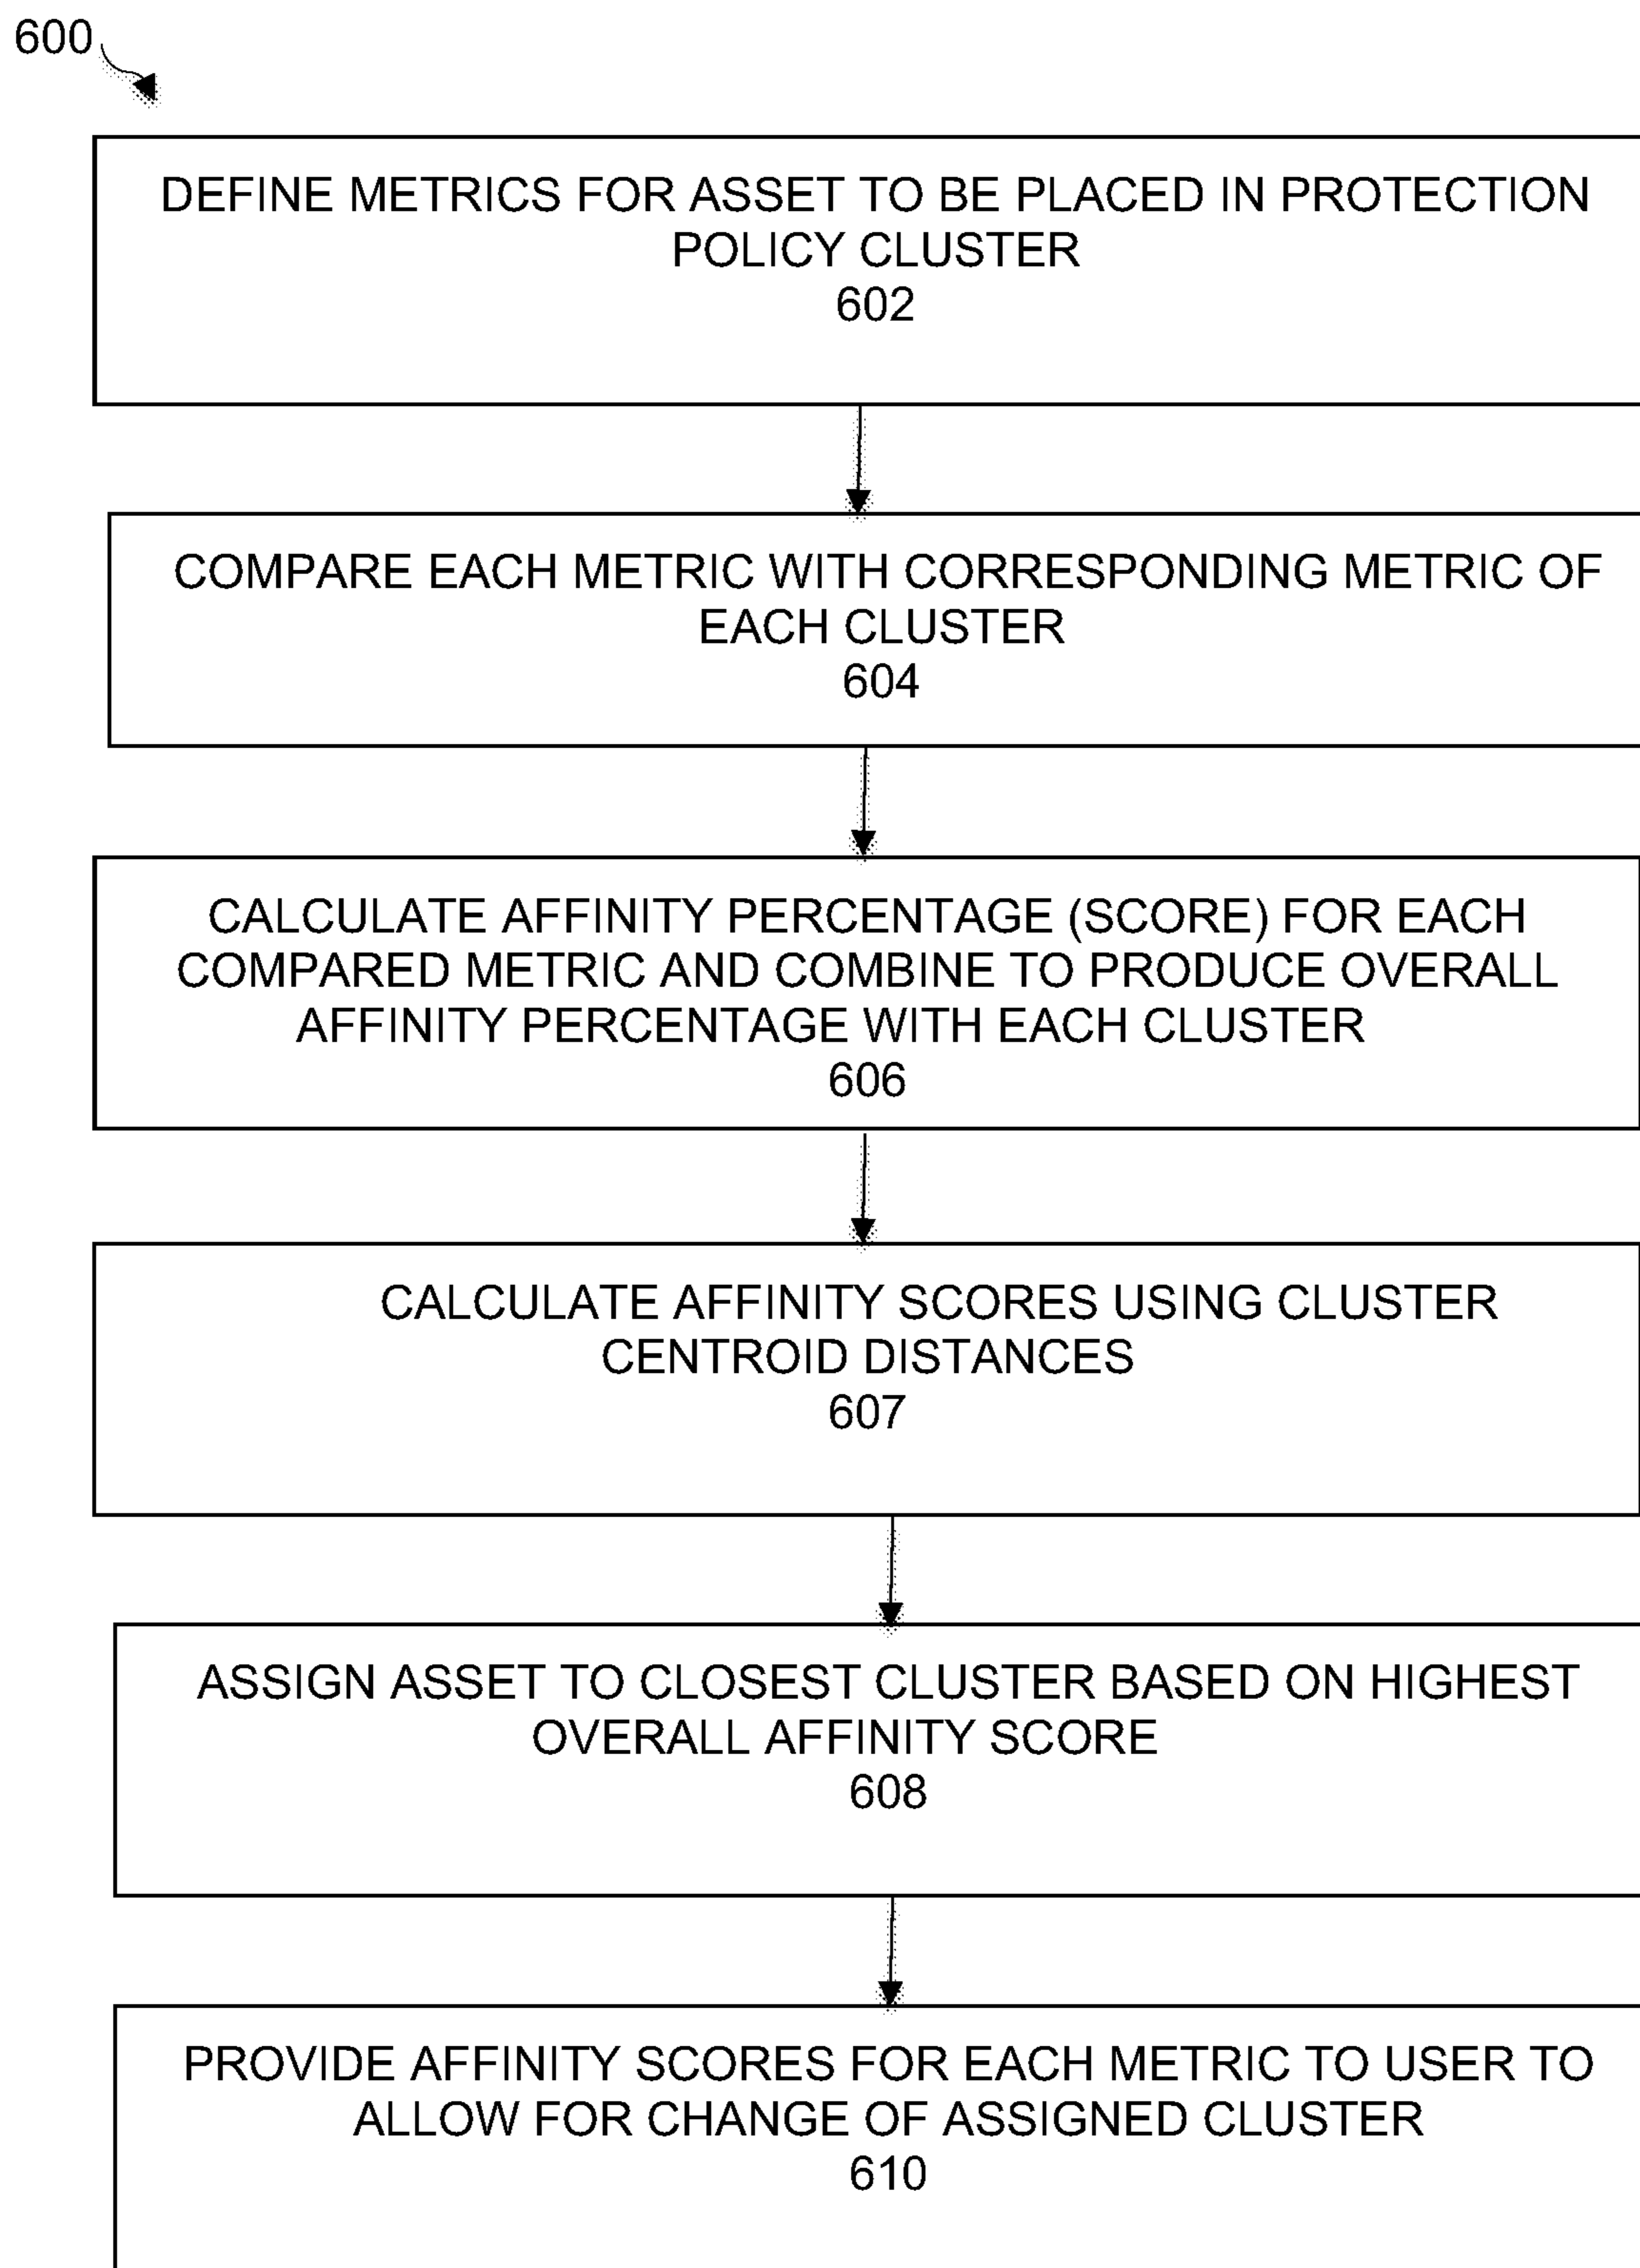 600
DEFINE METRICS FOR ASSET TO BE PLACED IN PROTECTION
POLICY CLUSTER
602
COMPARE EACH METRIC WITH CORRESPONDING METRIC OF
EACH CLUSTER
604
CALCULATE AFFINITY PERCENTAGE (SCORE) FOR EACH
COMPARED METRIC AND COMBINE TO PRODUCE OVERALL
AFFINITY PERCENTAGE WITH EACH CLUSTER
606
CALCULATE AFFINITY SCORES USING CLUSTER
CENTROID DISTANCES
607
ASSIGN ASSET TO CLOSEST CLUSTER BASED ON HIGHEST
OVERALL AFFINITY SCORE
608
PROVIDE AFFINITY SCORES FOR EACH METRIC TO USER TO
ALLOW FOR CHANGE OF ASSIGNED CLUSTER
610